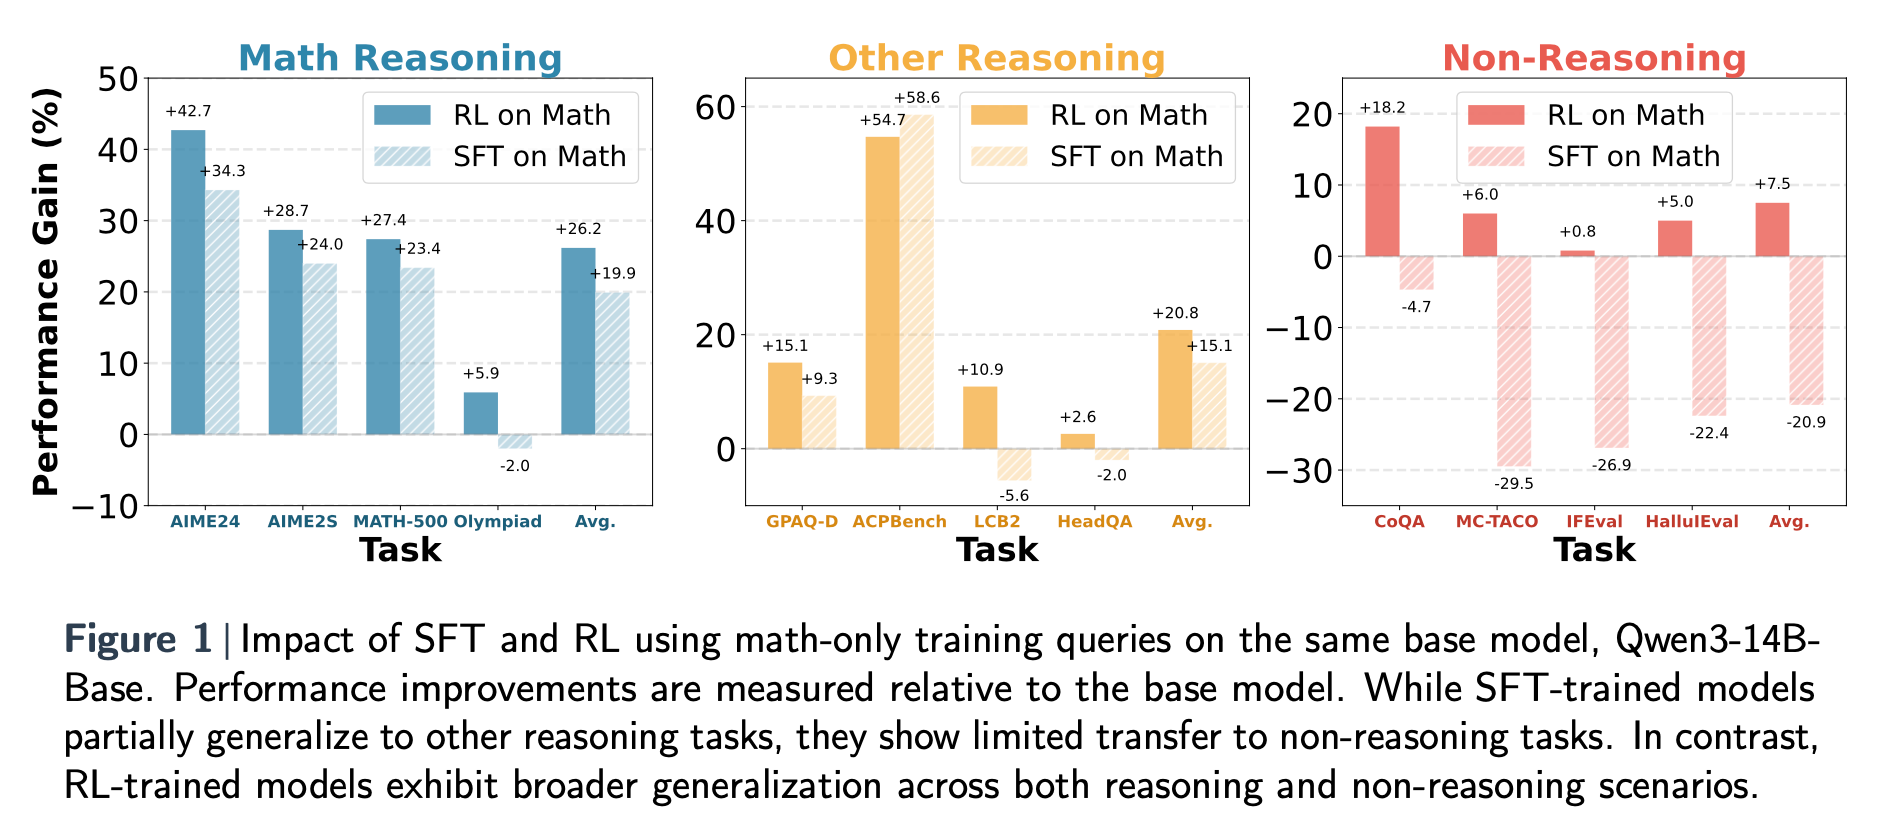 Math Reasoning
Performance Gain (%)
50
40
30
20
10
0
−10
RL on Math
SFT on Math
+42.7
+34.3
+28.7
+24.0
+27.4
+23.4
+5.9
-2.0
+26.2
+19.9
AIME24 AIME2S MATH-500 Olympiad Avg.
Task
Other Reasoning
60
40
20
0
RL on Math
SFT on Math
+15.1
+9.3
+54.7
+58.6
+10.9
-5.6
+2.6
-2.0
+20.8
+15.1
GPAQ-D ACPBench LCB2 HeadQA Avg.
Task
Non-Reasoning
20
10
0
−10
−20
−30
RL on Math
SFT on Math
+18.2
-4.7
+6.0
-29.5
+0.8
-26.9
+5.0
-22.4
+7.5
-20.9
CoQA MC-TACO IFEval HalluIEval Avg.
Task
Figure 1 | Impact of SFT and RL using math-only training queries on the same base model, Qwen3-14B-
Base. Performance improvements are measured relative to the base model. While SFT-trained models
partially generalize to other reasoning tasks, they show limited transfer to non-reasoning tasks. In contrast,
RL-trained models exhibit broader generalization across both reasoning and non-reasoning scenarios.